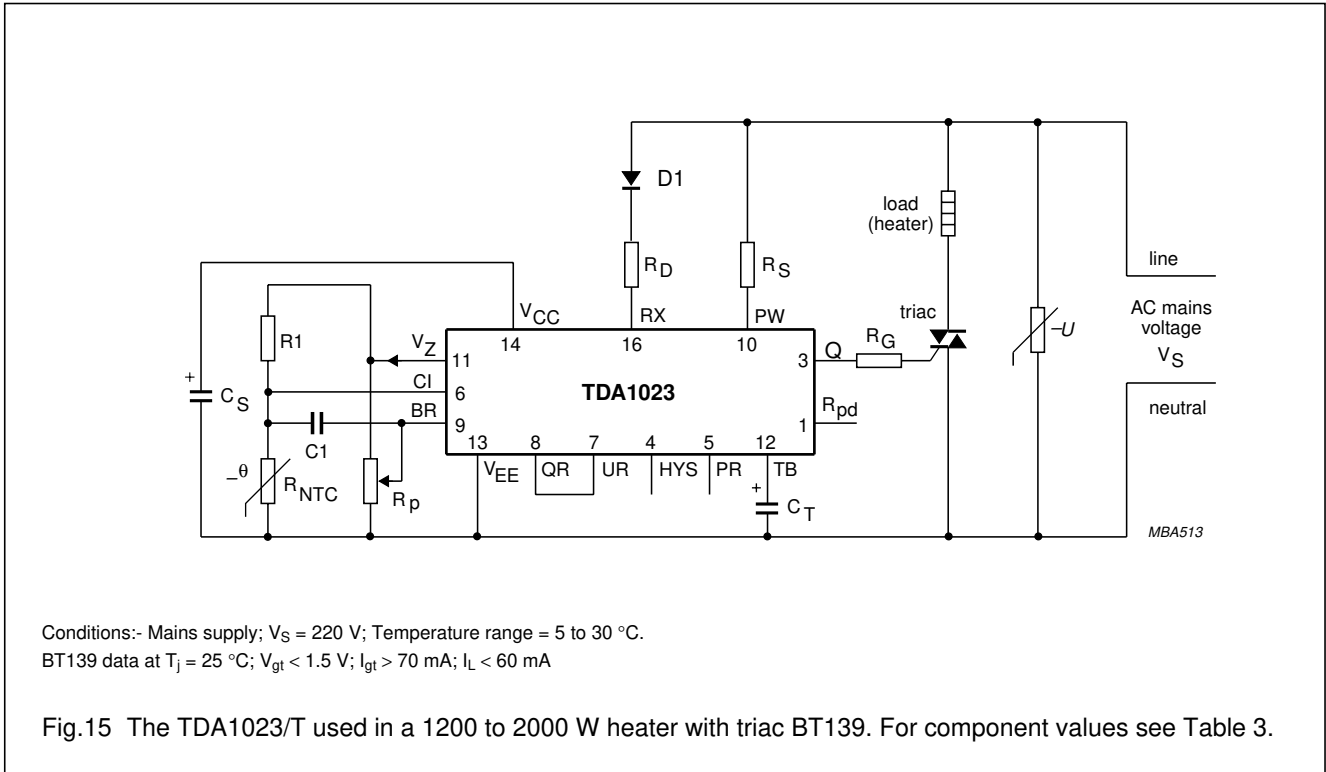 D1
load
(heater)
R_D
R_S
line
V_CC
RX
PW
triac
AC mains
voltage
V_S
R1
V_Z
14
16
10
Q
R_G
–U
11
3
+
C_S
CI
6
TDA1023
neutral
BR
9
R_pd
1
C1
13
8
7
4
5
12
–θ
R_NTC
R_p
V_EE
QR
UR
HYS
PR
TB
+
C_T
MBA513
Conditions:- Mains supply; V_S = 220 V; Temperature range = 5 to 30 °C.
BT139 data at T_j = 25 °C; V_gt < 1.5 V; I_gt > 70 mA; I_L < 60 mA
Fig.15 The TDA1023/T used in a 1200 to 2000 W heater with triac BT139. For component values see Table 3.